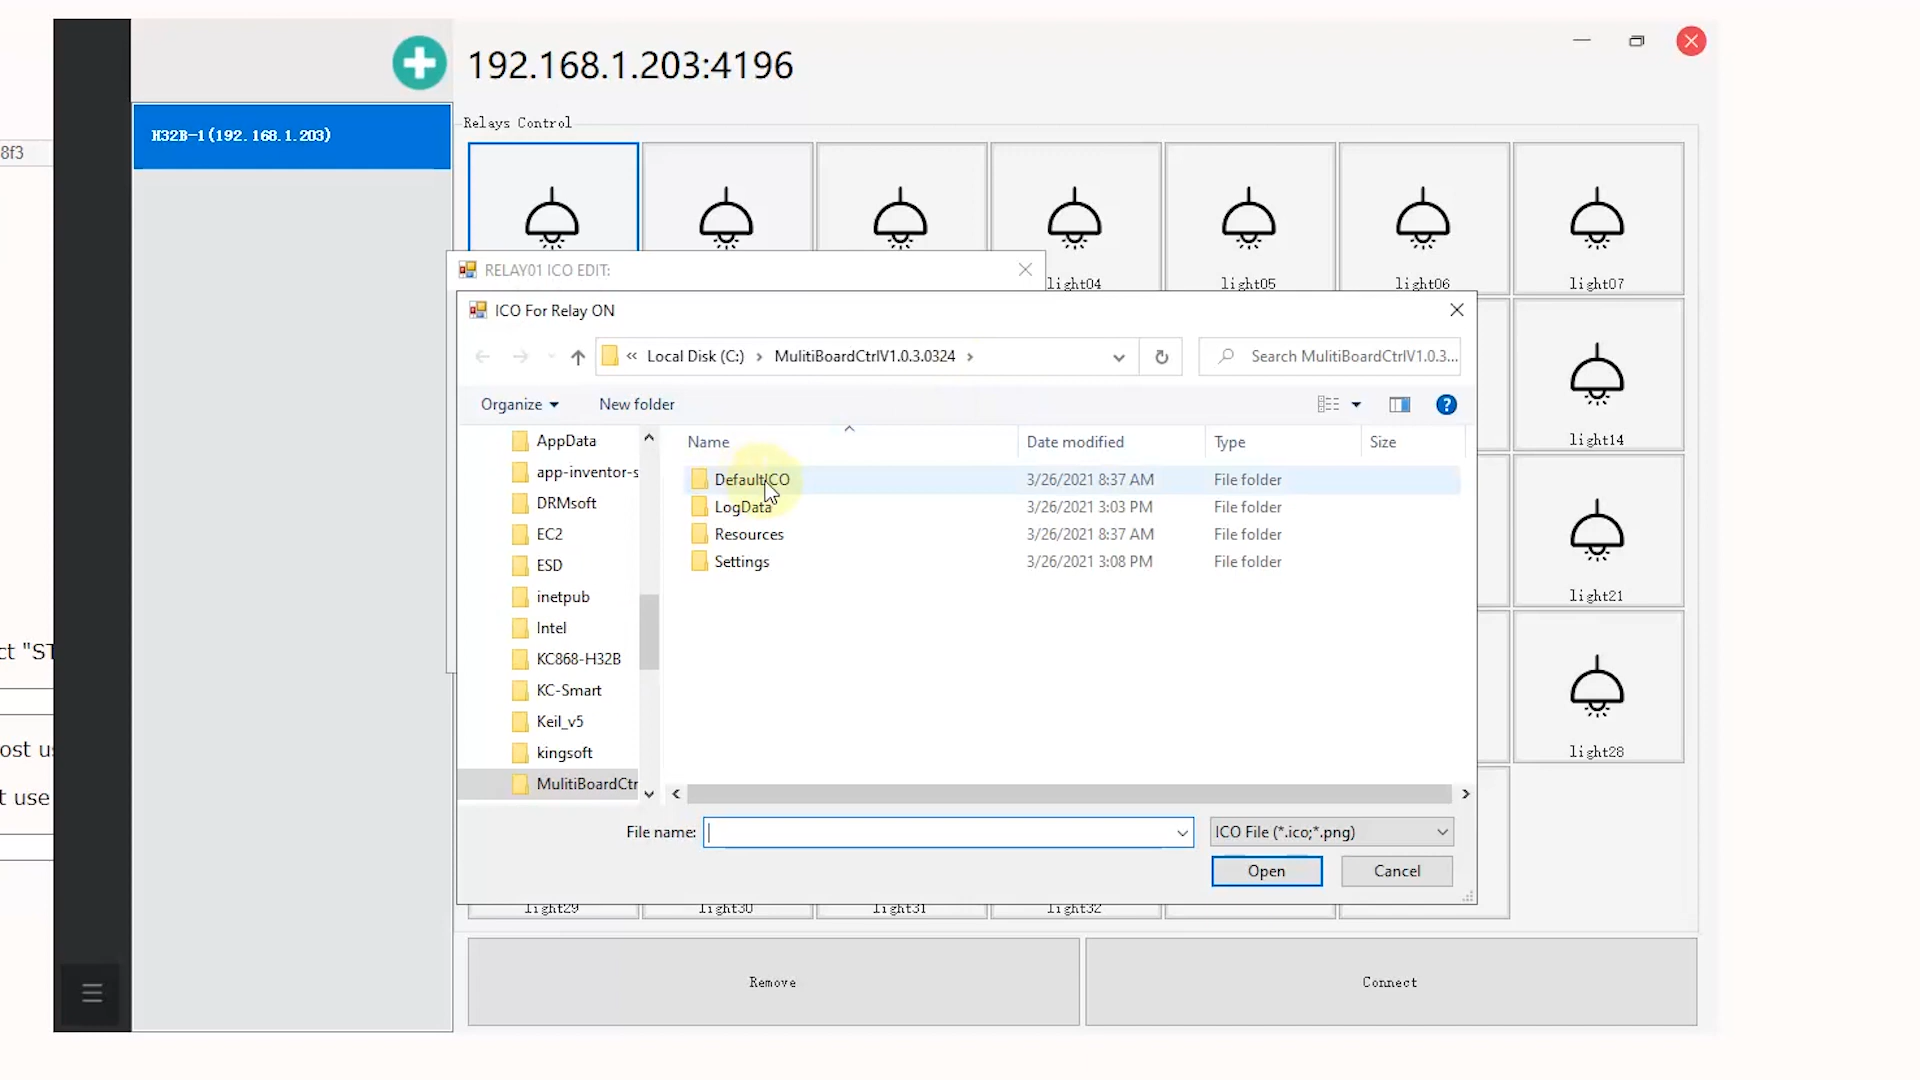 192.168.1.203:4196
H32B-1(192.168.1.203)
8f3
Relays Control
RELAY01 ICO EDIT:
light04
light05
light06
light07
ICO For Relay ON
« Local Disk (C:) > MulitiBoardCtrlV1.0.3.0324 >
Search MulitiBoardCtrlV1.0.3...
Organize
New folder
?
AppData
app-inventor-s
DRMsoft
EC2
ESD
inetpub
Intel
KC868-H32B
KC-Smart
Keil_v5
kingsoft
MulitiBoardCtr
Name
Date modified
Type
Size
DefaultICO 3/26/2021 8:37 AM File folder
LogData 3/26/2021 3:03 PM File folder
Resources 3/26/2021 8:37 AM File folder
Settings 3/26/2021 3:08 PM File folder
light14
light21
light28
ct "ST
ost us
t use
File name:
ICO File (*.ico;*.png)
Open
Cancel
light29
light30
light31
light32
Remove
Connect